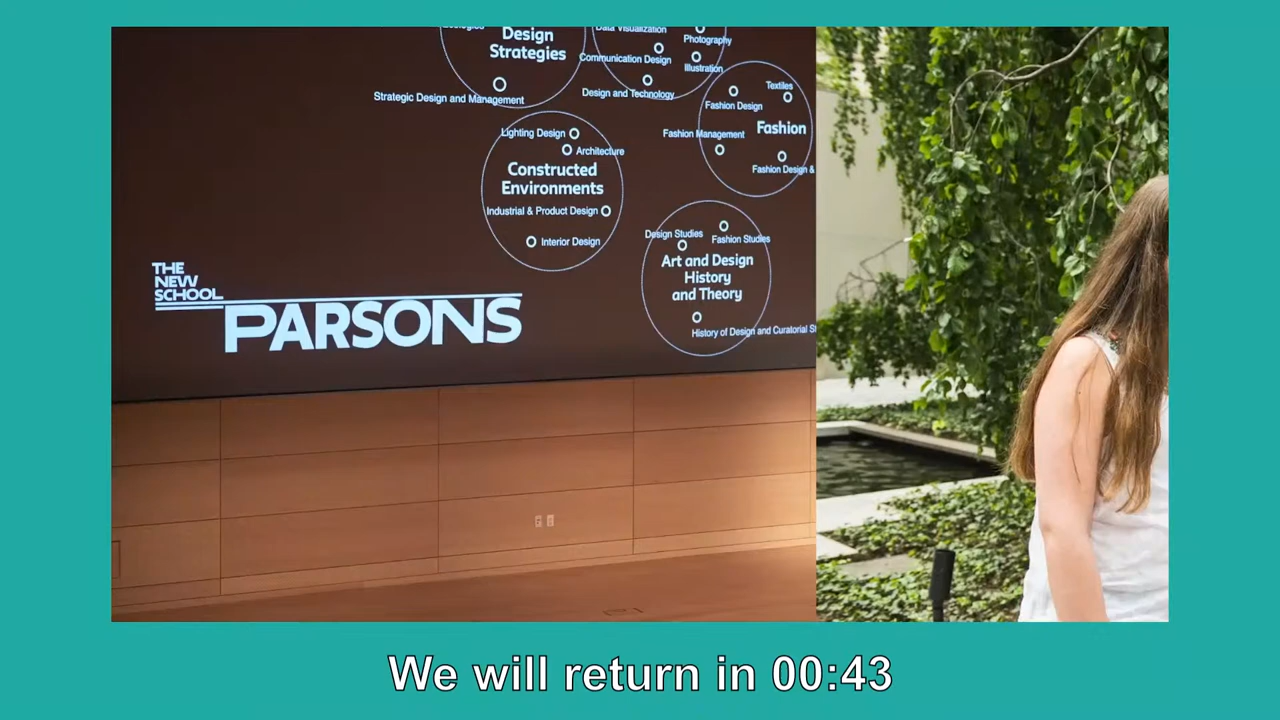 Ecologies
Design
Strategies
Strategic Design and Management
Data Visualization
Photography
Communication Design
Illustration
Design and Technology
Textiles
Fashion Design
Fashion Management
Fashion
Fashion Design &
Lighting Design
Architecture
Constructed
Environments
Industrial & Product Design
Interior Design
Design Studies
Fashion Studies
Art and Design
History
and Theory
History of Design and Curatorial St
THE
NEW
SCHOOL
PARSONS
We will return in 00:43